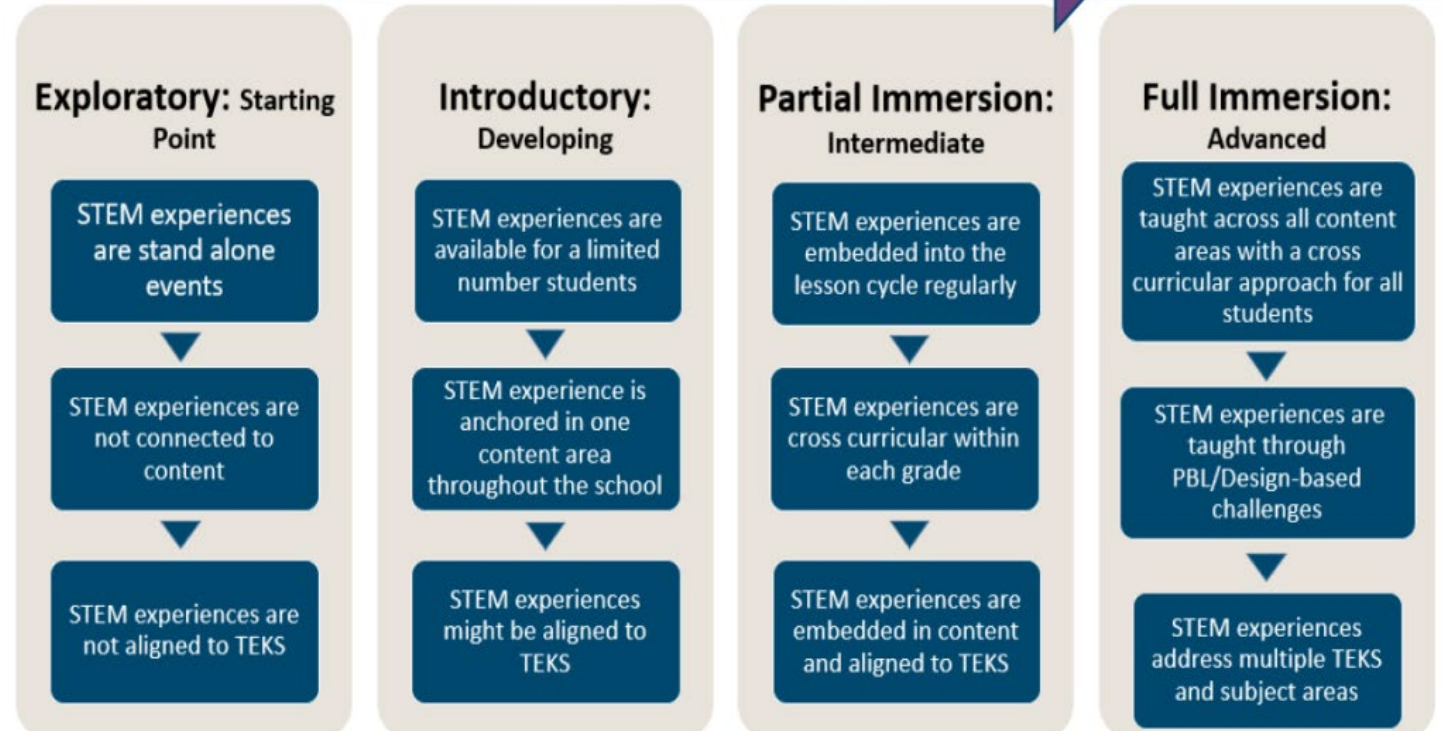 Exploratory: Starting
Point
STEM experiences
are stand alone
events
STEM experiences are
not connected to
content
STEM experiences are
not aligned to TEKS
Introductory:
Developing
STEM experiences are
available for a limited
number students
STEM experience is
anchored in one
content area
throughout the school
STEM experiences
might be aligned to
TEKS
Partial Immersion:
Intermediate
STEM experiences are
embedded into the
lesson cycle regularly
STEM experiences are
cross curricular within
each grade
STEM experiences are
embedded in content
and aligned to TEKS
Full Immersion:
Advanced
STEM experiences are
taught across all content
areas with a cross
curricular approach for all
students
STEM experiences are
taught through
PBL/Design-based
challenges
STEM experiences
address multiple TEKS
and subject areas